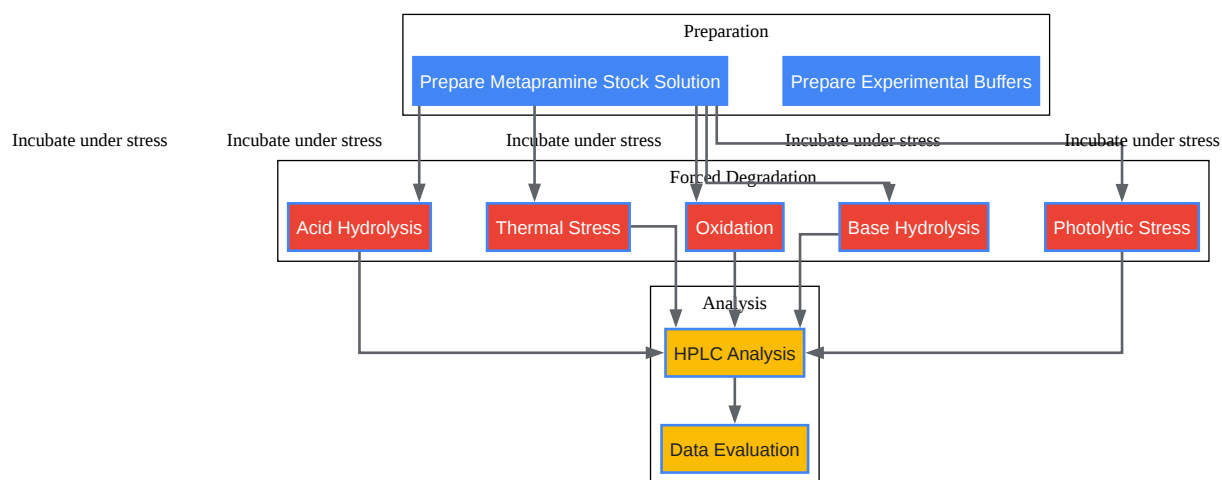 Preparation
Prepare Metapramine Stock Solution
Prepare Experimental Buffers
Incubate under stress
Incubate under stress
Incubate under stress
Incubate under stress
Incubate under stress
Forced Degradation
Acid Hydrolysis
Thermal Stress
Oxidation
Base Hydrolysis
Photolytic Stress
Analysis
HPLC Analysis
Data Evaluation